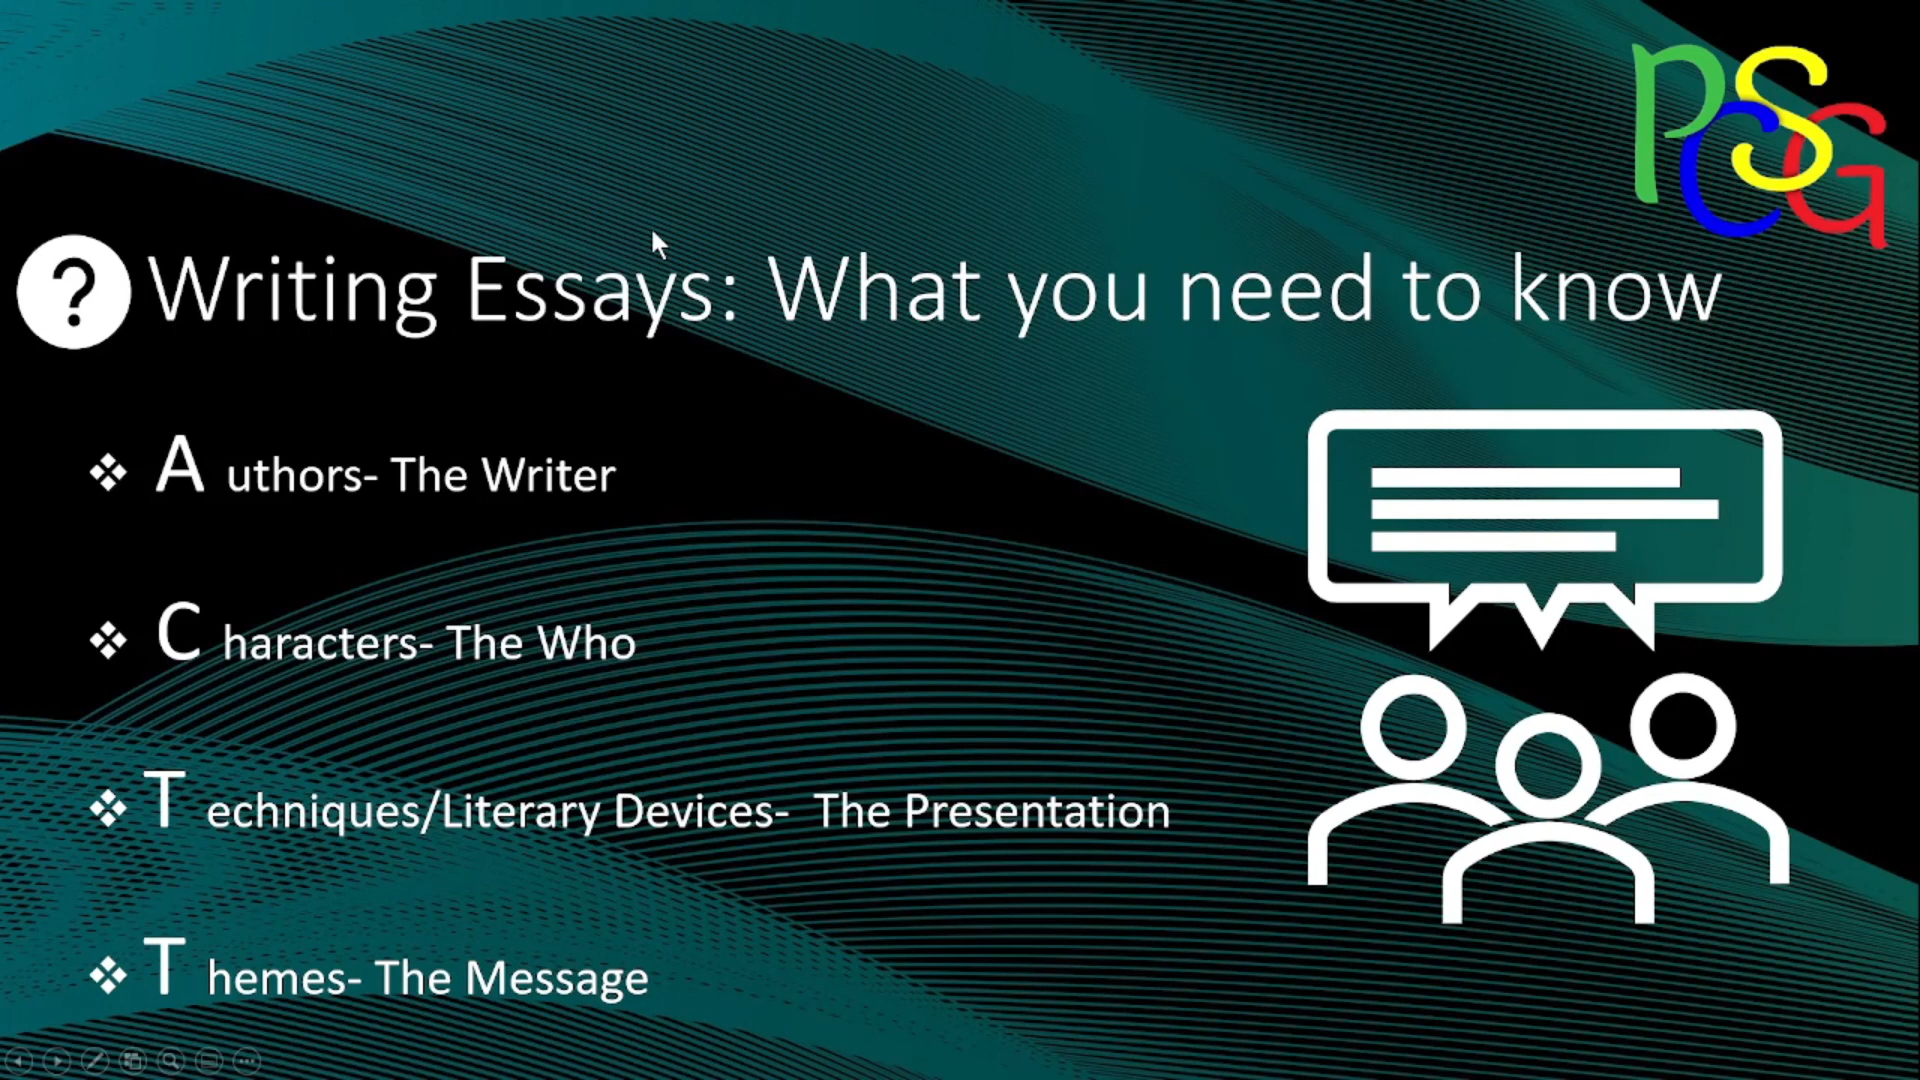 PCSG
? Writing Essays: What you need to know
❖ A uthors- The Writer
❖ C haracters- The Who
❖ T echniques/Literary Devices- The Presentation
❖ T hemes- The Message